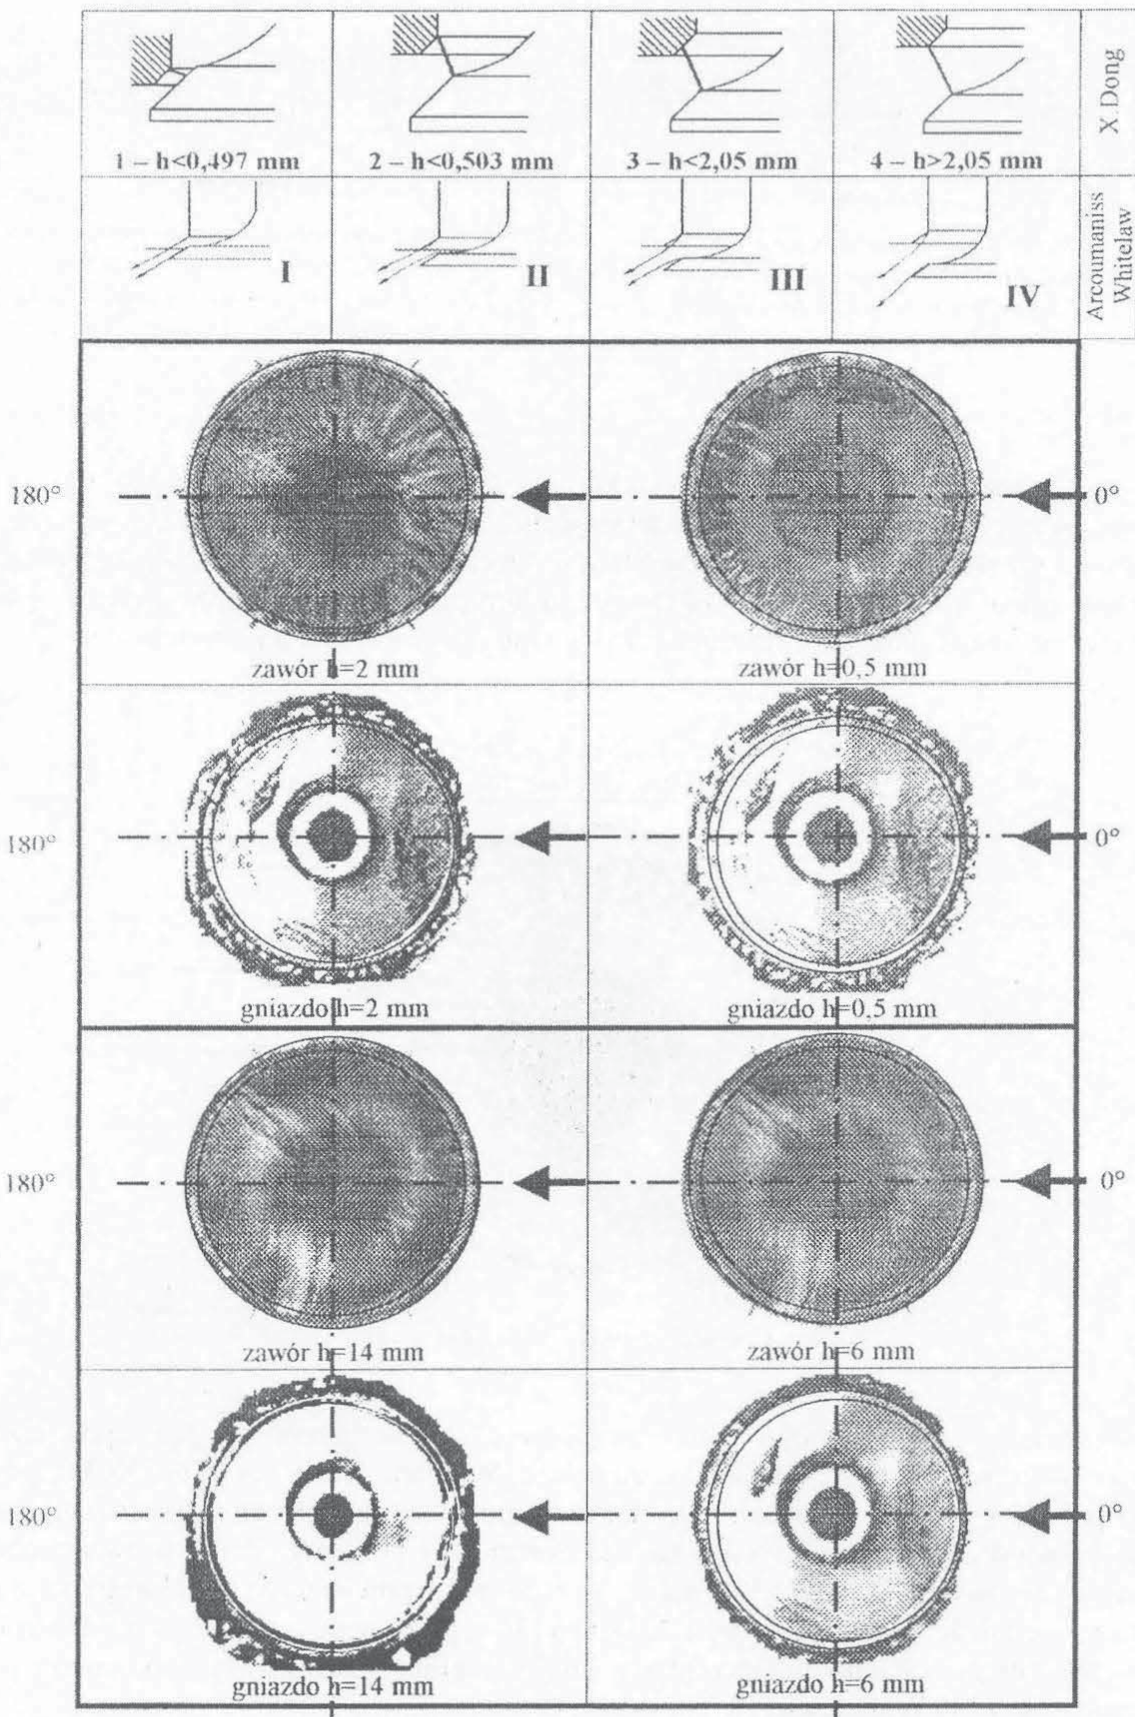 X Dong
1 – h<0,497 mm
2 – h<0,503 mm
3 – h<2,05 mm
4 – h>2,05 mm
Arcoumaniss
Whitelaw
I
II
III
IV
180°
0°
zawór h=2 mm
zawór h=0,5 mm
180°
0°
gniazdo h=2 mm
gniazdo h=0,5 mm
180°
0°
zawór h=14 mm
zawór h=6 mm
180°
0°
gniazdo h=14 mm
gniazdo h=6 mm